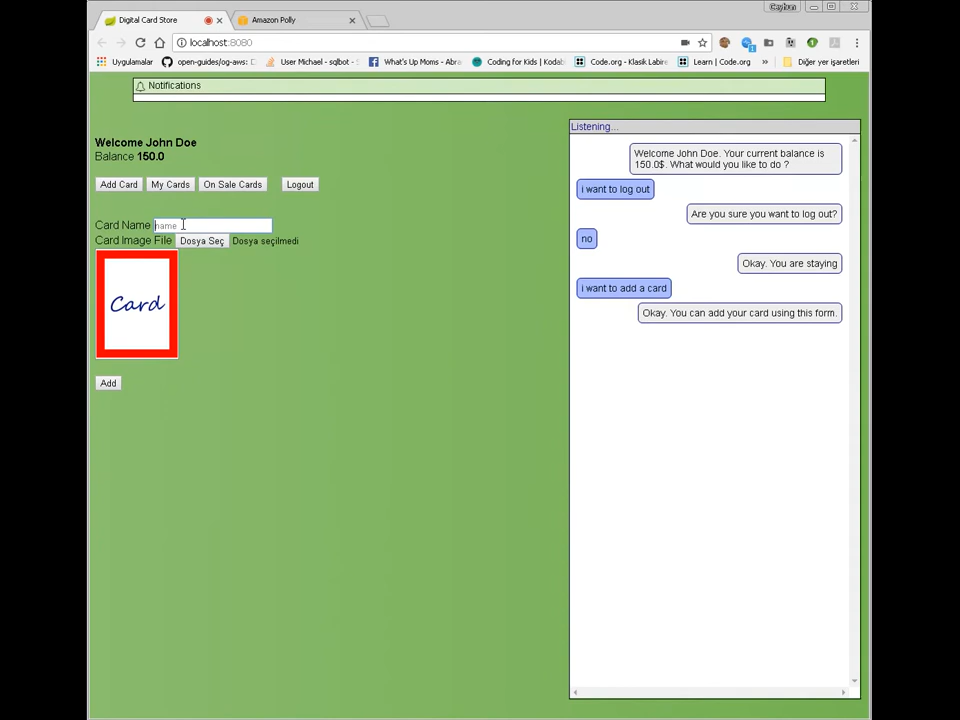 Digital Card Store
Amazon Polly
Ceyhun
localhost:8080
Uygulamalar
open-guides/og-aws:
User Michael - sqlbot -
What's Up Moms - Abra
Coding for Kids | Kodab
Code.org - Klasik Labire
Learn | Code.org
»
Diğer yer işaretleri
Notifications
Welcome John Doe
Balance 150.0
Add Card
My Cards
On Sale Cards
Logout
Card Name
name
Card Image File
Dosya Seç
Dosya seçilmedi
Card
Add
Listening...
Welcome John Doe. Your current balance is
150.0$. What would you like to do ?
i want to log out
Are you sure you want to log out?
no
Okay. You are staying
i want to add a card
Okay. You can add your card using this form.